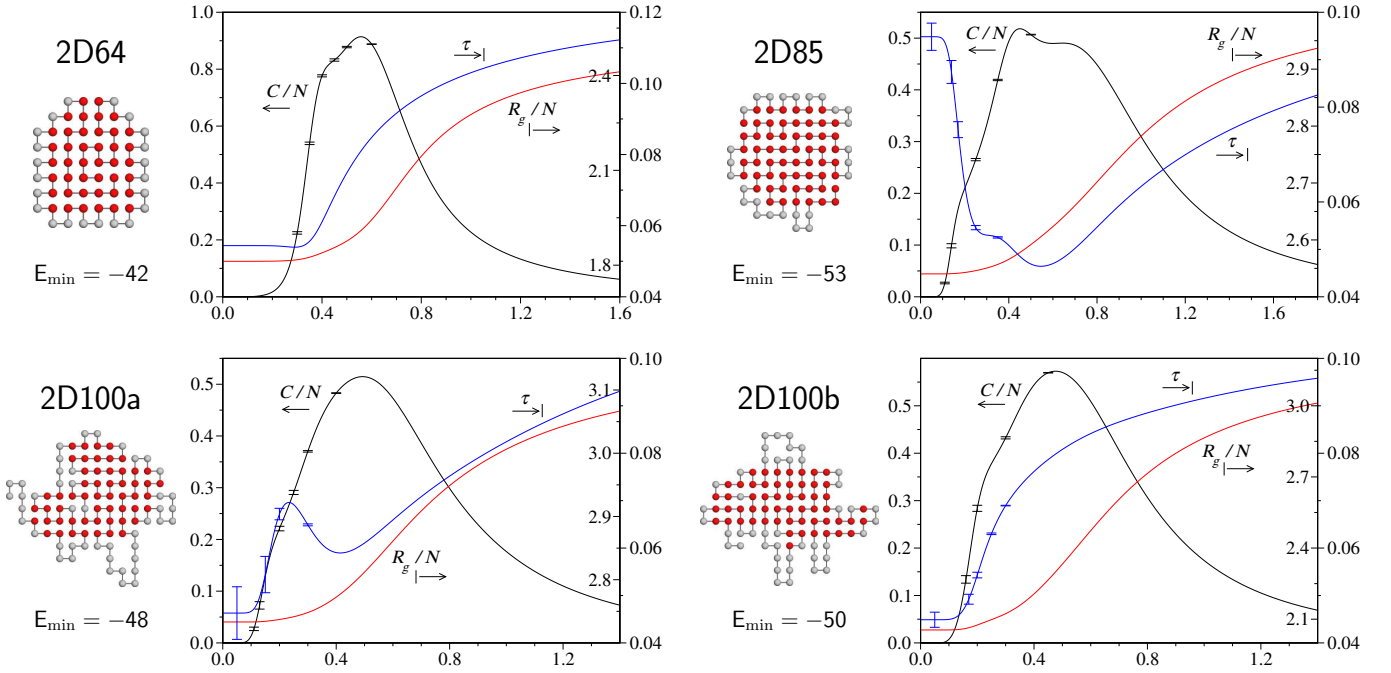 2D64
E_min = −42
1.0
0.8
0.6
0.4
0.2
0.0
0.0 0.4 0.8 1.2 1.6
0.12
0.10
0.08
0.06
0.04
2.4
2.1
1.8
C/N
τ
R_g/N
2D85
E_min = −53
0.5
0.4
0.3
0.2
0.1
0.0
0.0 0.4 0.8 1.2 1.6
0.10
0.08
0.06
0.04
2.9
2.8
2.7
2.6
C/N
R_g/N
τ
2D100a
E_min = −48
0.5
0.4
0.3
0.2
0.1
0.0
0.0 0.4 0.8 1.2
0.10
0.08
0.06
0.04
3.1
3.0
2.9
2.8
C/N
τ
R_g/N
2D100b
E_min = −50
0.5
0.4
0.3
0.2
0.1
0.0
0.0 0.4 0.8 1.2
0.10
0.08
0.06
0.04
3.0
2.7
2.4
2.1
C/N
τ
R_g/N